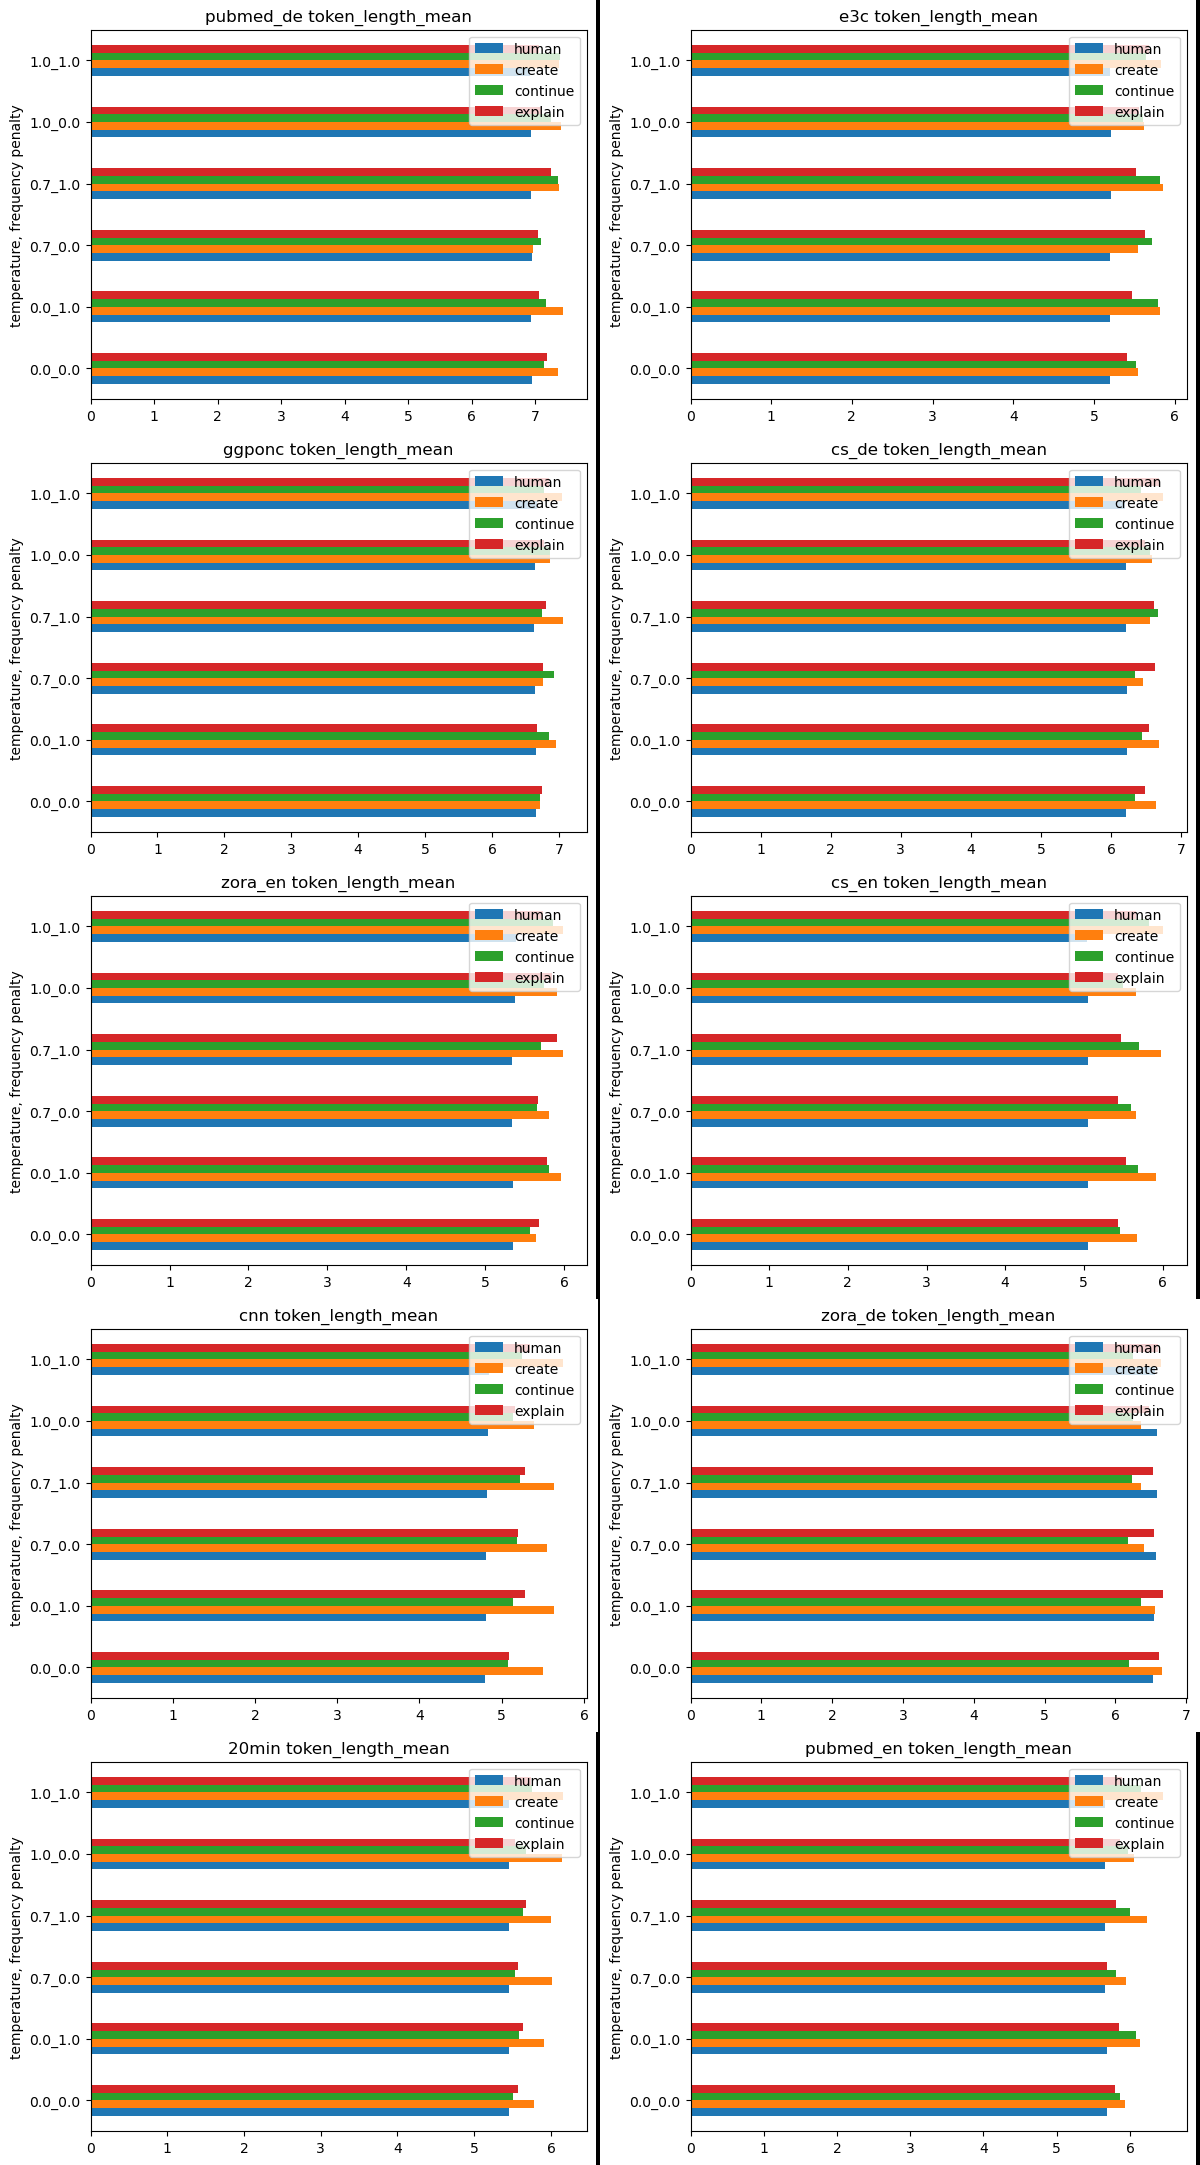 pubmed_de token_length_mean
temperature, frequency penalty
1.0_1.0
1.0_0.0
0.7_1.0
0.7_0.0
0.0_1.0
0.0_0.0
human
create
continue
explain
0 1 2 3 4 5 6 7
e3c token_length_mean
temperature, frequency penalty
1.0_1.0
1.0_0.0
0.7_1.0
0.7_0.0
0.0_1.0
0.0_0.0
human
create
continue
explain
0 1 2 3 4 5 6
ggponc token_length_mean
temperature, frequency penalty
1.0_1.0
1.0_0.0
0.7_1.0
0.7_0.0
0.0_1.0
0.0_0.0
human
create
continue
explain
0 1 2 3 4 5 6 7
cs_de token_length_mean
temperature, frequency penalty
1.0_1.0
1.0_0.0
0.7_1.0
0.7_0.0
0.0_1.0
0.0_0.0
human
create
continue
explain
0 1 2 3 4 5 6 7
zora_en token_length_mean
temperature, frequency penalty
1.0_1.0
1.0_0.0
0.7_1.0
0.7_0.0
0.0_1.0
0.0_0.0
human
create
continue
explain
0 1 2 3 4 5 6
cs_en token_length_mean
temperature, frequency penalty
1.0_1.0
1.0_0.0
0.7_1.0
0.7_0.0
0.0_1.0
0.0_0.0
human
create
continue
explain
0 1 2 3 4 5 6
cnn token_length_mean
temperature, frequency penalty
1.0_1.0
1.0_0.0
0.7_1.0
0.7_0.0
0.0_1.0
0.0_0.0
human
create
continue
explain
0 1 2 3 4 5 6
zora_de token_length_mean
temperature, frequency penalty
1.0_1.0
1.0_0.0
0.7_1.0
0.7_0.0
0.0_1.0
0.0_0.0
human
create
continue
explain
0 1 2 3 4 5 6 7
20min token_length_mean
temperature, frequency penalty
1.0_1.0
1.0_0.0
0.7_1.0
0.7_0.0
0.0_1.0
0.0_0.0
human
create
continue
explain
0 1 2 3 4 5 6
pubmed_en token_length_mean
temperature, frequency penalty
1.0_1.0
1.0_0.0
0.7_1.0
0.7_0.0
0.0_1.0
0.0_0.0
human
create
continue
explain
0 1 2 3 4 5 6